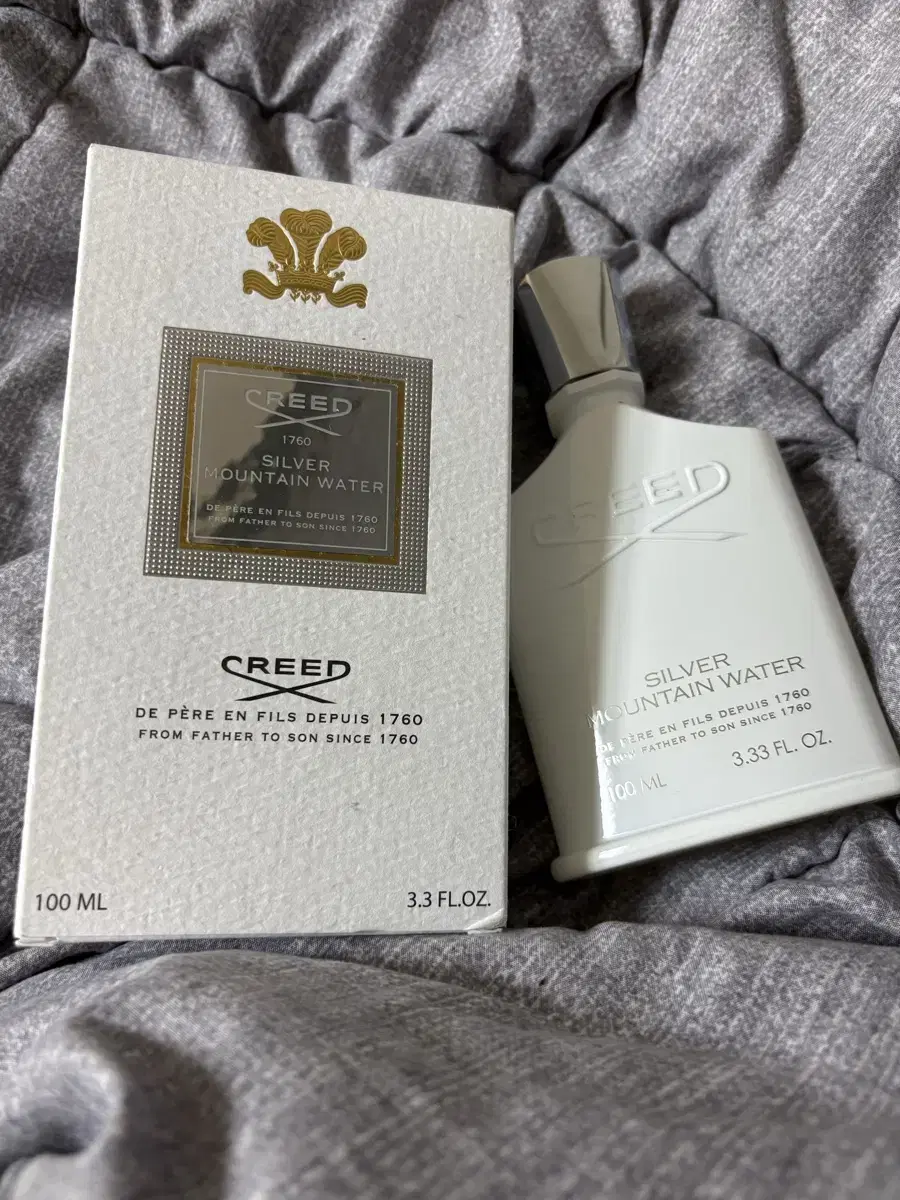 CREED
1760
SILVER
MOUNTAIN WATER
DE PÈRE EN FILS DEPUIS 1760
FROM FATHER TO SON SINCE 1760
CREED
DE PÈRE EN FILS DEPUIS 1760
FROM FATHER TO SON SINCE 1760
100 ML
3.3 FL.OZ.
CREED
SILVER
MOUNTAIN WATER
DE PÈRE EN FILS DEPUIS 1760
FROM FATHER TO SON SINCE 1760
100 ML
3.33 FL. OZ.